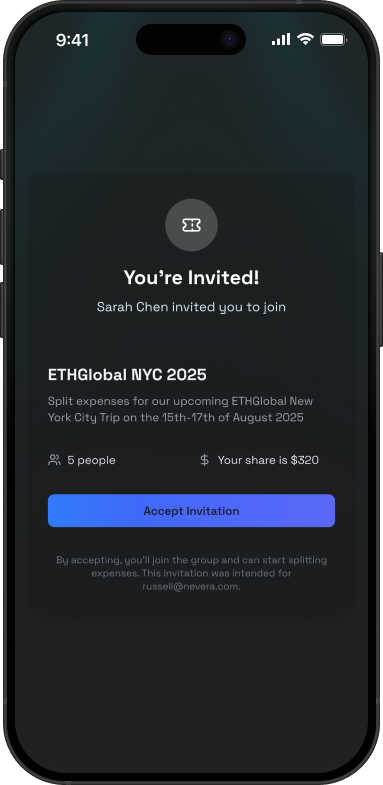 9:41
You're Invited!
Sarah Chen invited you to join
ETHGlobal NYC 2025
Split expenses for our upcoming ETHGlobal New
York City Trip on the 15th-17th of August 2025
5 people
Your share is $320
Accept Invitation
By accepting, you'll join the group and can start splitting
expenses. This invitation was intended for
russell@nevera.com.